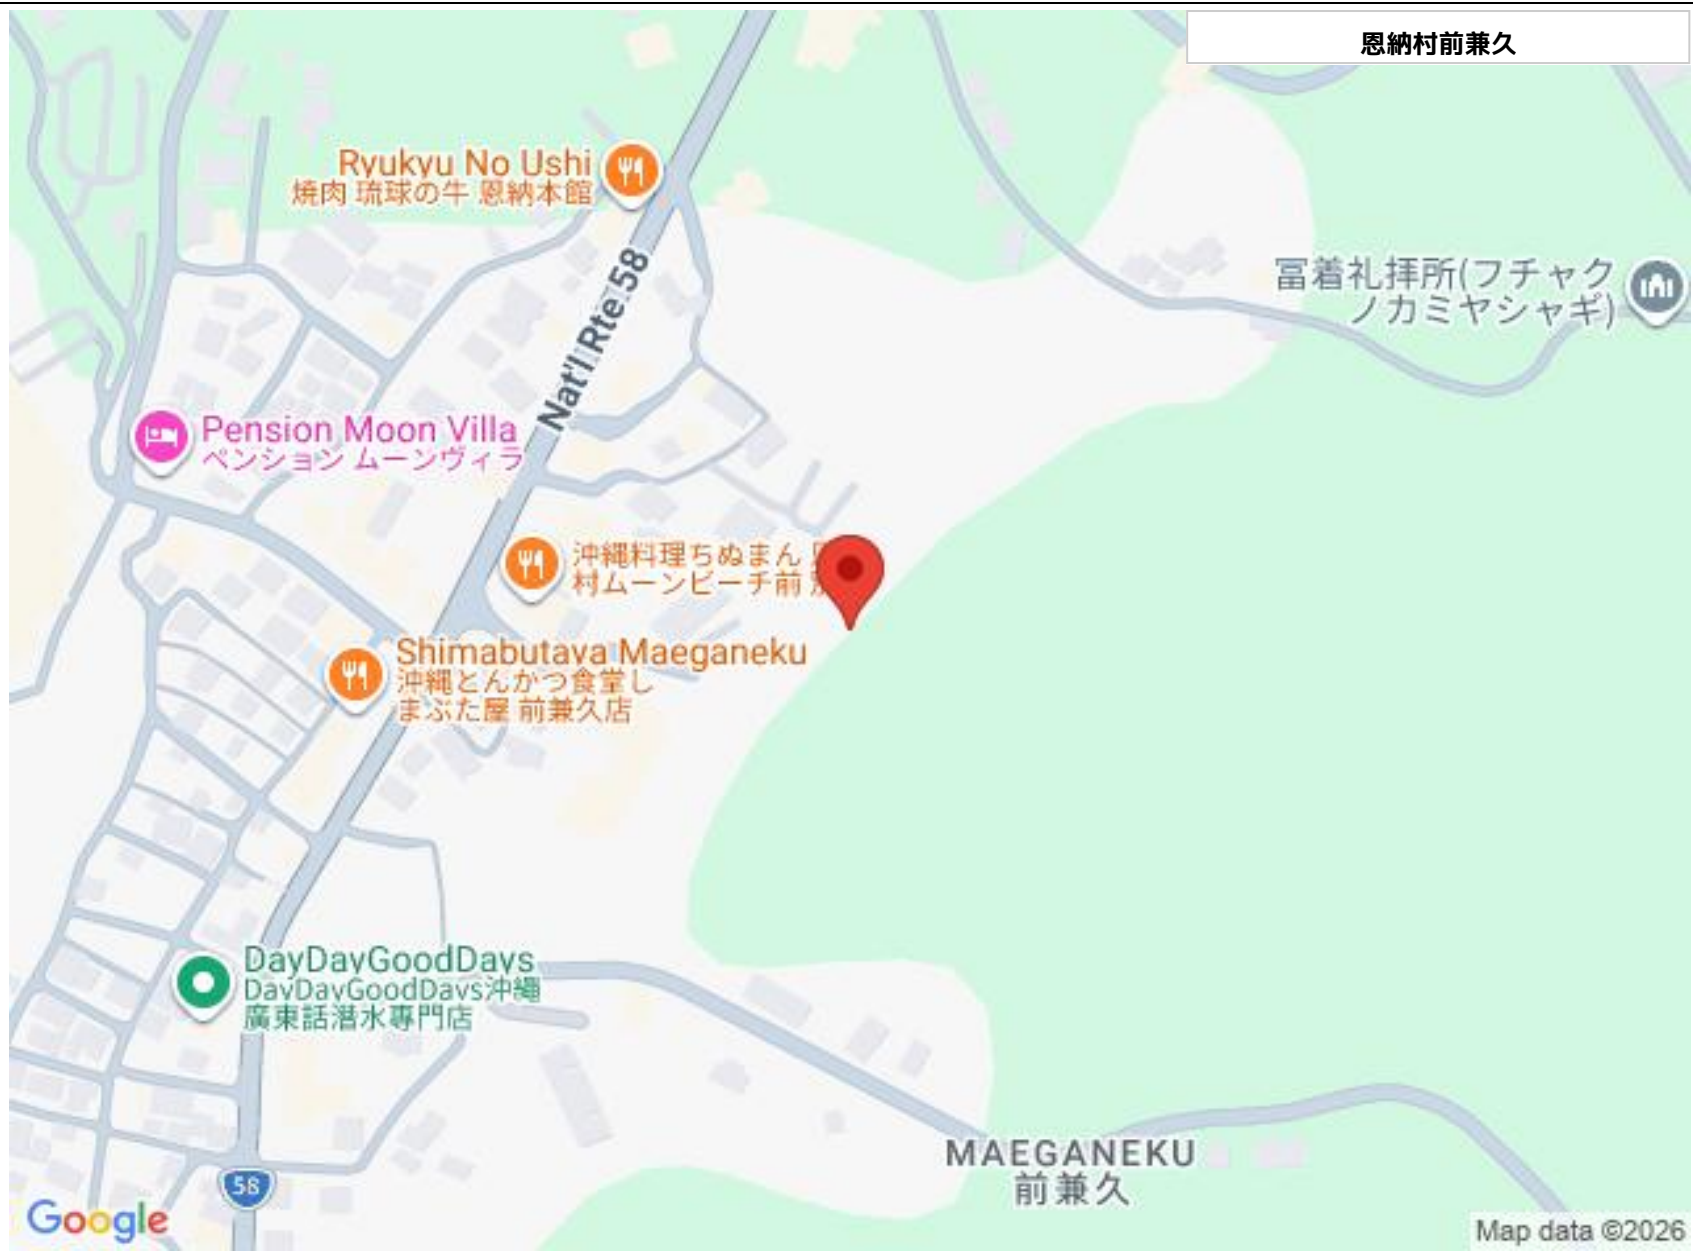 恩納村前兼久
Ryukyu No Ushi
焼肉 琉球の牛 恩納本館
Nat'l Rte 58
冨着礼拝所(フチャク
ノカミヤシャギ)
Pension Moon Villa
ペンション ムーンヴィラ
沖縄料理ちぬまん
村ムーンビーチ前
Shimabutaya Maeganeku
沖縄とんかつ食堂し
まぶた屋 前兼久店
DayDayGoodDays
DayDayGoodDays沖繩
廣東話潛水專門店
MAEGANEKU
前兼久
58
Google
Map data ©2026